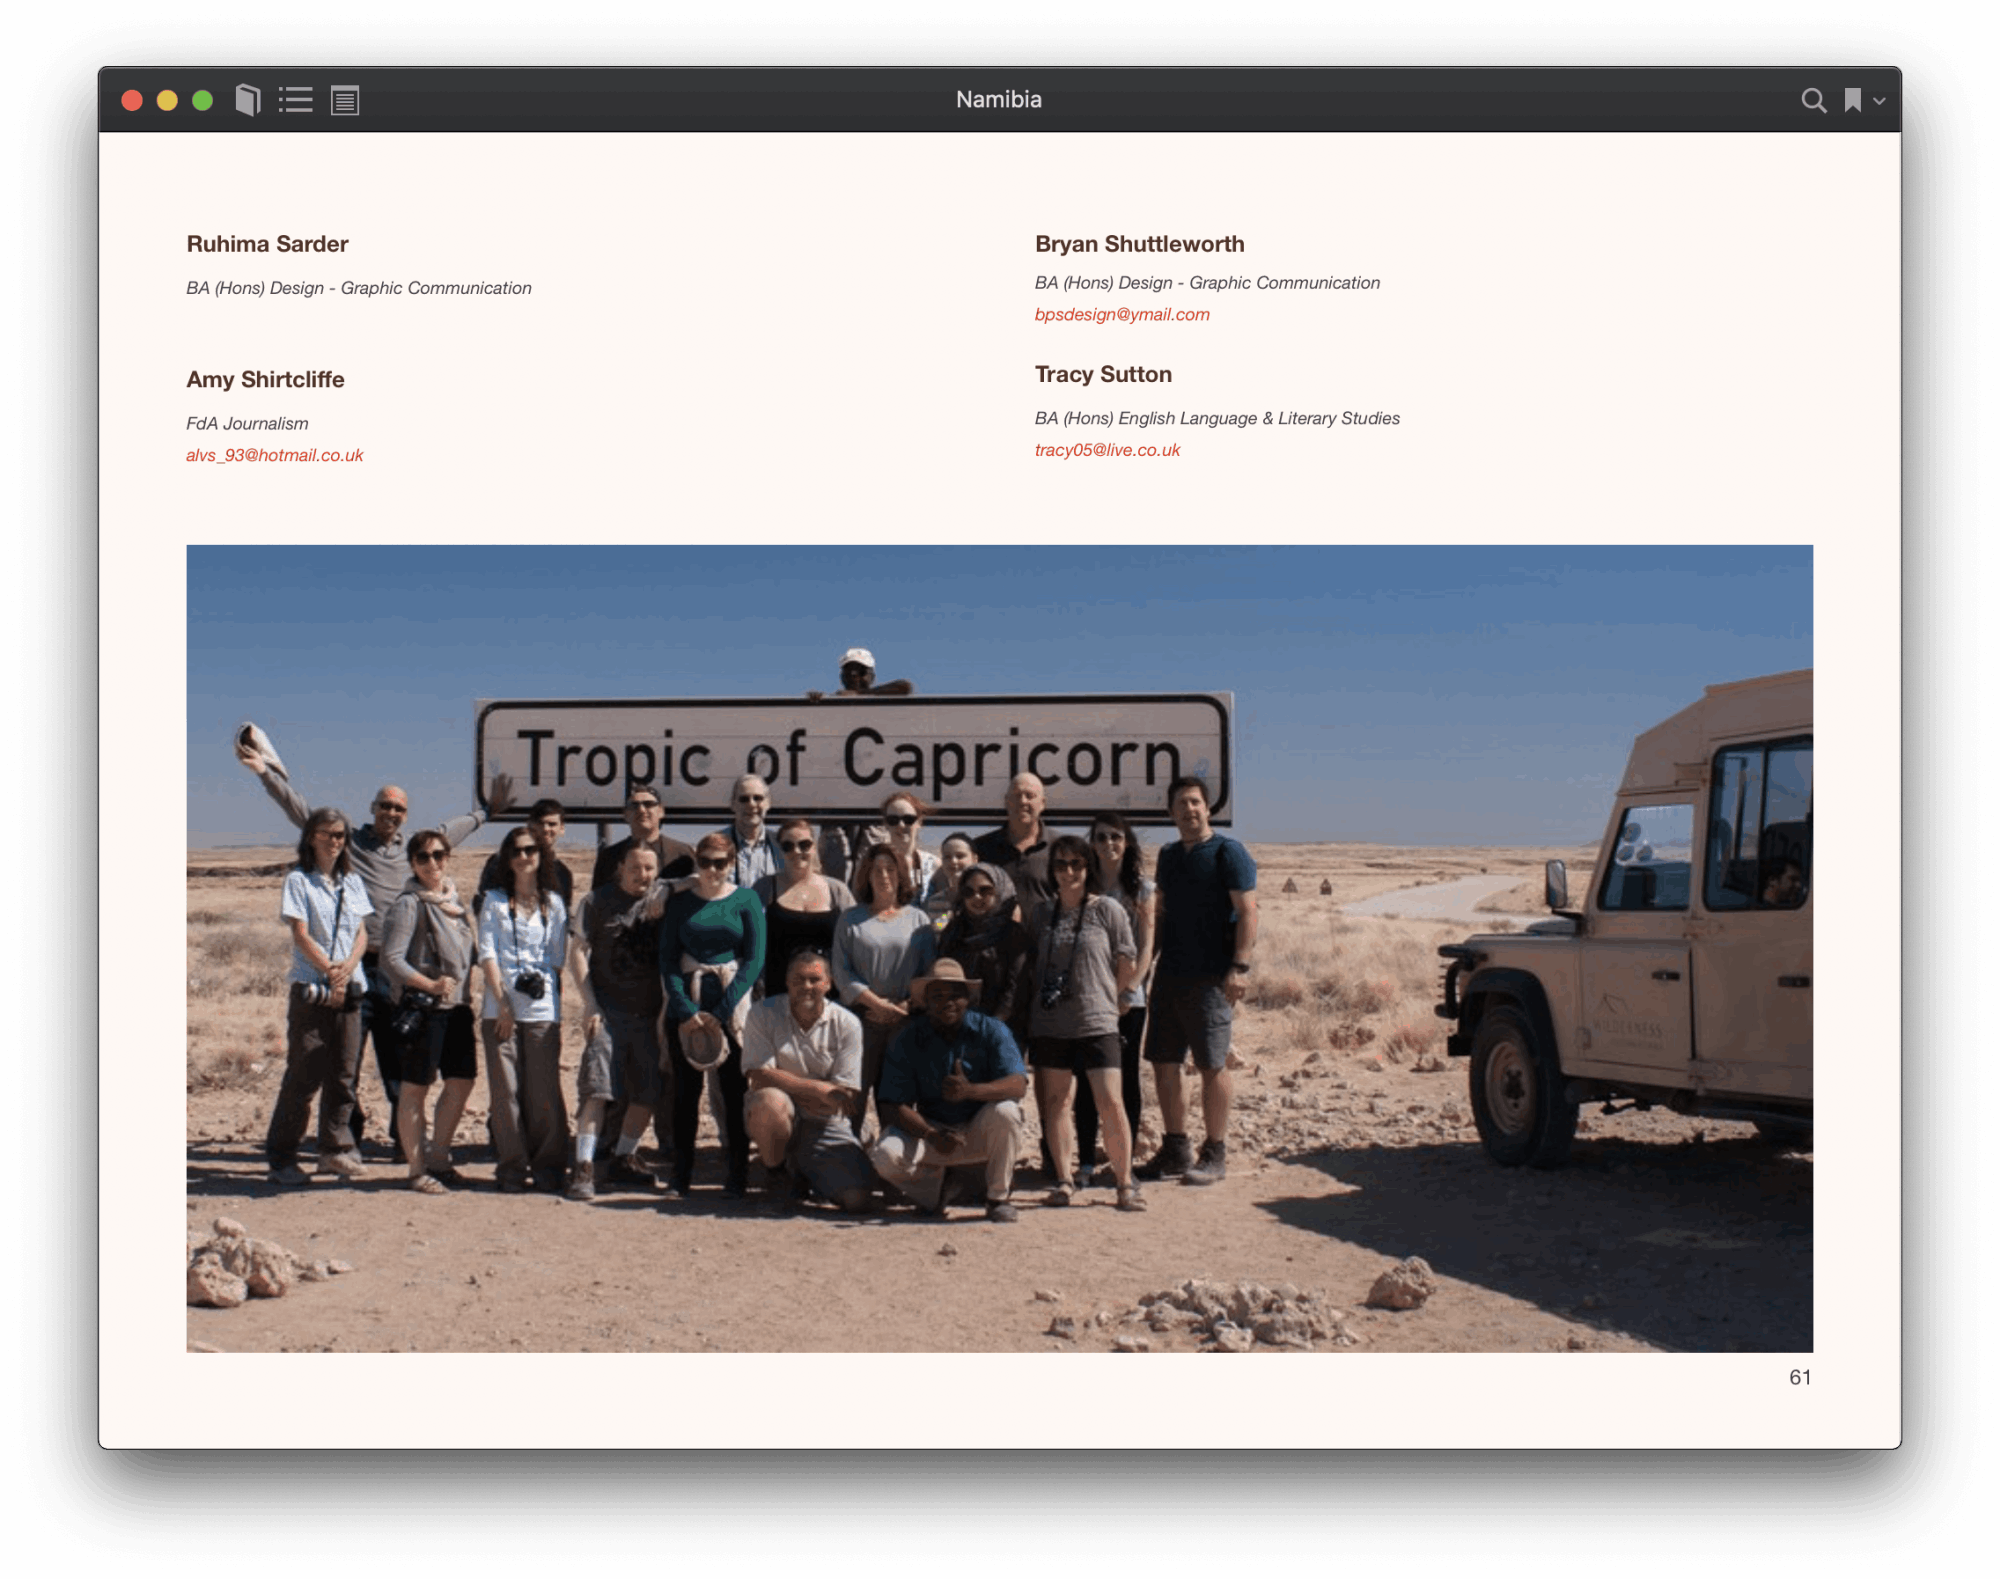 Namibia
Ruhima Sarder
BA (Hons) Design - Graphic Communication
Amy Shirtcliffe
FdA Journalism
alvs_93@hotmail.co.uk
Bryan Shuttleworth
BA (Hons) Design - Graphic Communication
bpsdesign@ymail.com
Tracy Sutton
BA (Hons) English Language & Literary Studies
tracy05@live.co.uk
Tropic of Capricorn
WILDERNESS
61